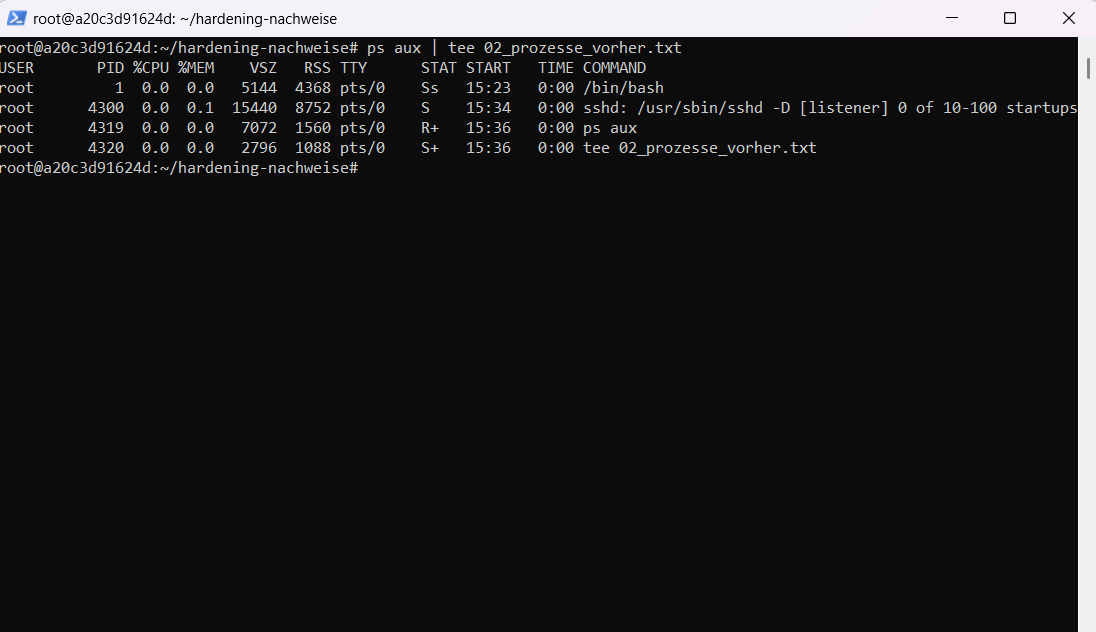 root@a20c3d91624d: ~/hardening-nachweise
root@a20c3d91624d:~/hardening-nachweise# ps aux | tee 02_prozesse_vorher.txt
USER       PID %CPU %MEM    VSZ   RSS TTY      STAT START   TIME COMMAND
root         1  0.0  0.0   5144  4368 pts/0    Ss   15:23   0:00 /bin/bash
root      4300  0.0  0.1  15440  8752 pts/0    S    15:34   0:00 sshd: /usr/sbin/sshd -D [listener] 0 of 10-100 startups
root      4319  0.0  0.0   7072  1560 pts/0    R+   15:36   0:00 ps aux
root      4320  0.0  0.0   2796  1088 pts/0    S+   15:36   0:00 tee 02_prozesse_vorher.txt
root@a20c3d91624d:~/hardening-nachweise#